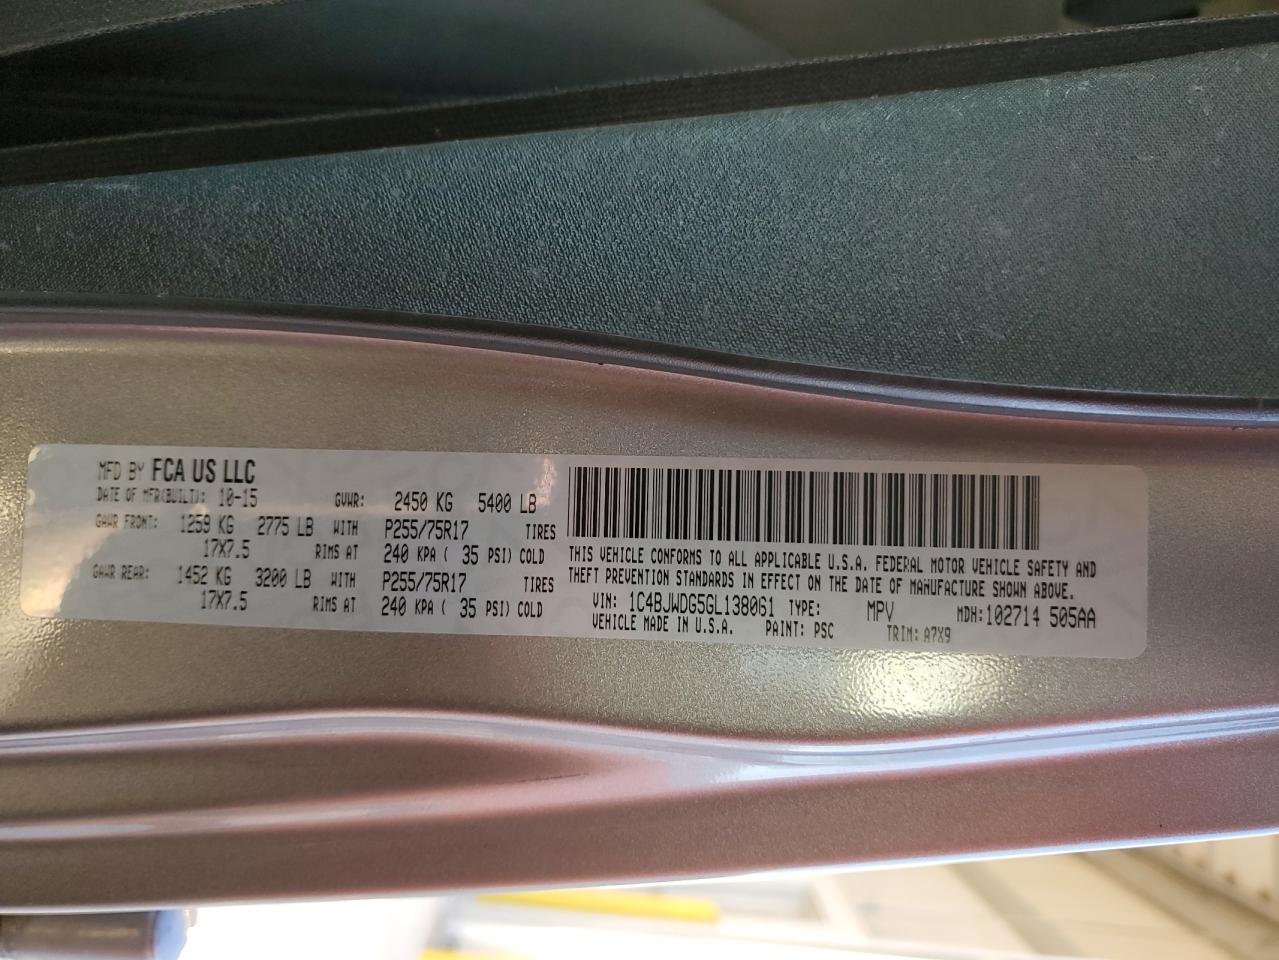 MFD BY FCA US LLC
DATE OF MFR(BUILT): 10-15 GVWR: 2450 KG 5400 LB
GAWR FRONT: 1259 KG 2775 LB WITH P255/75R17 TIRES
17X7.5 RIMS AT 240 KPA ( 35 PSI) COLD
GAWR REAR: 1452 KG 3200 LB WITH P255/75R17 TIRES
17X7.5 RIMS AT 240 KPA ( 35 PSI) COLD
THIS VEHICLE CONFORMS TO ALL APPLICABLE U.S.A. FEDERAL MOTOR VEHICLE SAFETY AND
THEFT PREVENTION STANDARDS IN EFFECT ON THE DATE OF MANUFACTURE SHOWN ABOVE.
VIN: 1C4BJWDG5GL138061 TYPE: MPV MDH:102714 505AA
VEHICLE MADE IN U.S.A. PAINT: PSC TRIM: A7X9